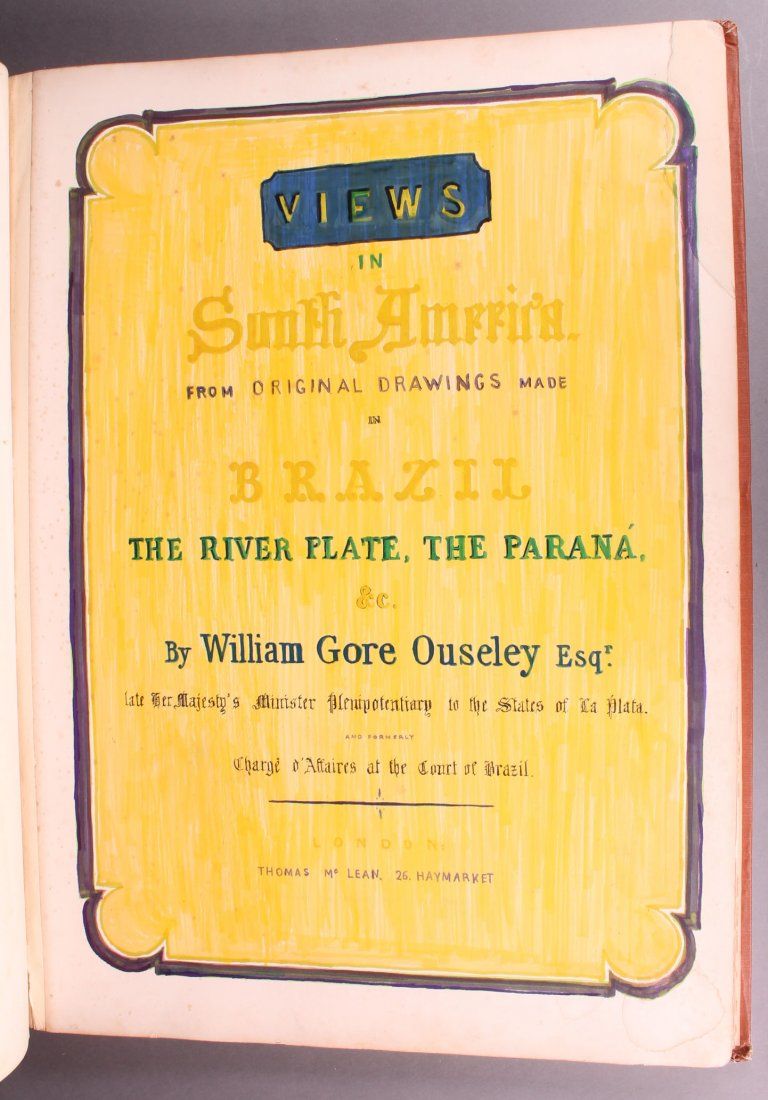 VIEWS
IN
South America.
FROM ORIGINAL DRAWINGS MADE
IN
BRAZIL
THE RIVER PLATE, THE PARANÁ,
&c.
By William Gore Ouseley Esqr.
late Her Majesty's Minister Plenipotentiary to the States of La Plata.
AND FORMERLY
Chargé d'Affaires at the Court of Brazil.
LONDON:
THOMAS Mc LEAN, 26, HAYMARKET